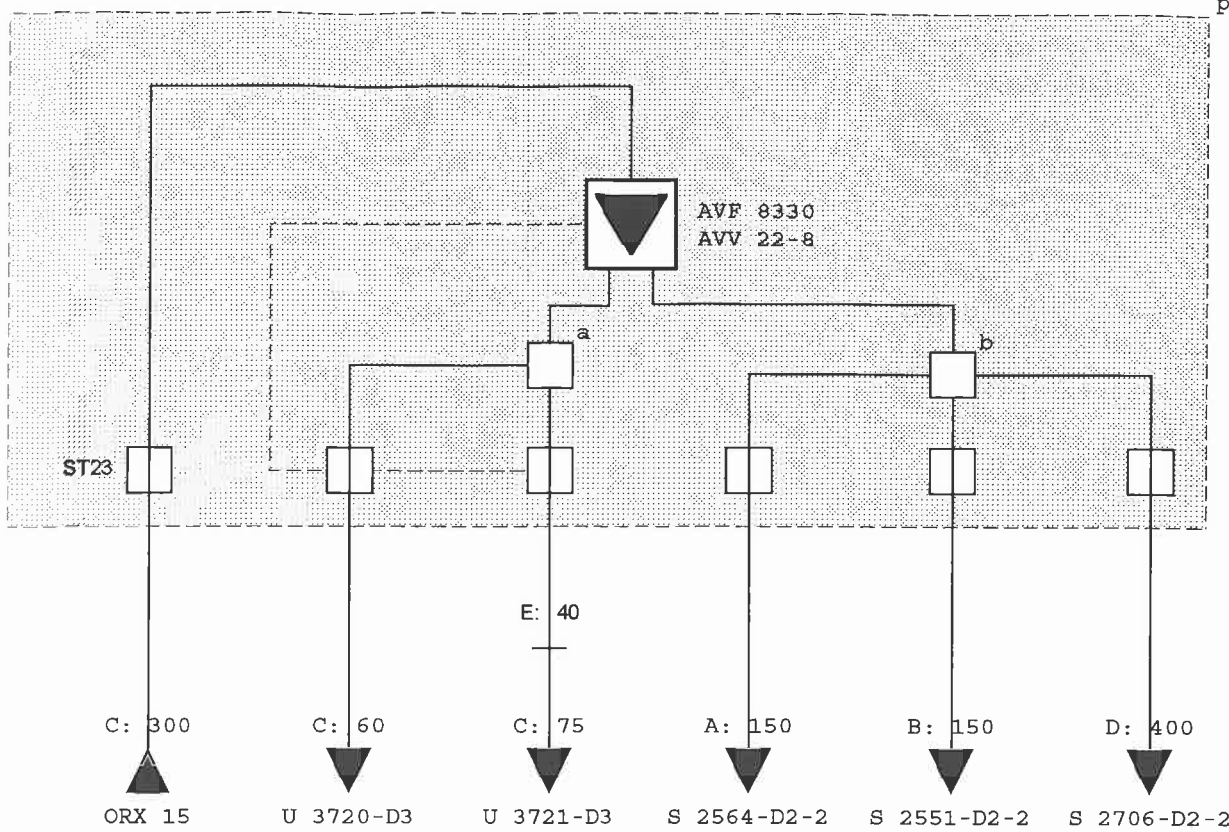 p
AVF 8330
AVV 22-8
a
b
ST23
E: 40
C: 300
C: 60
C: 75
A: 150
B: 150
D: 400
ORX 15
U 3720-D3
U 3721-D3
S 2564-D2-2
S 2551-D2-2
S 2706-D2-2